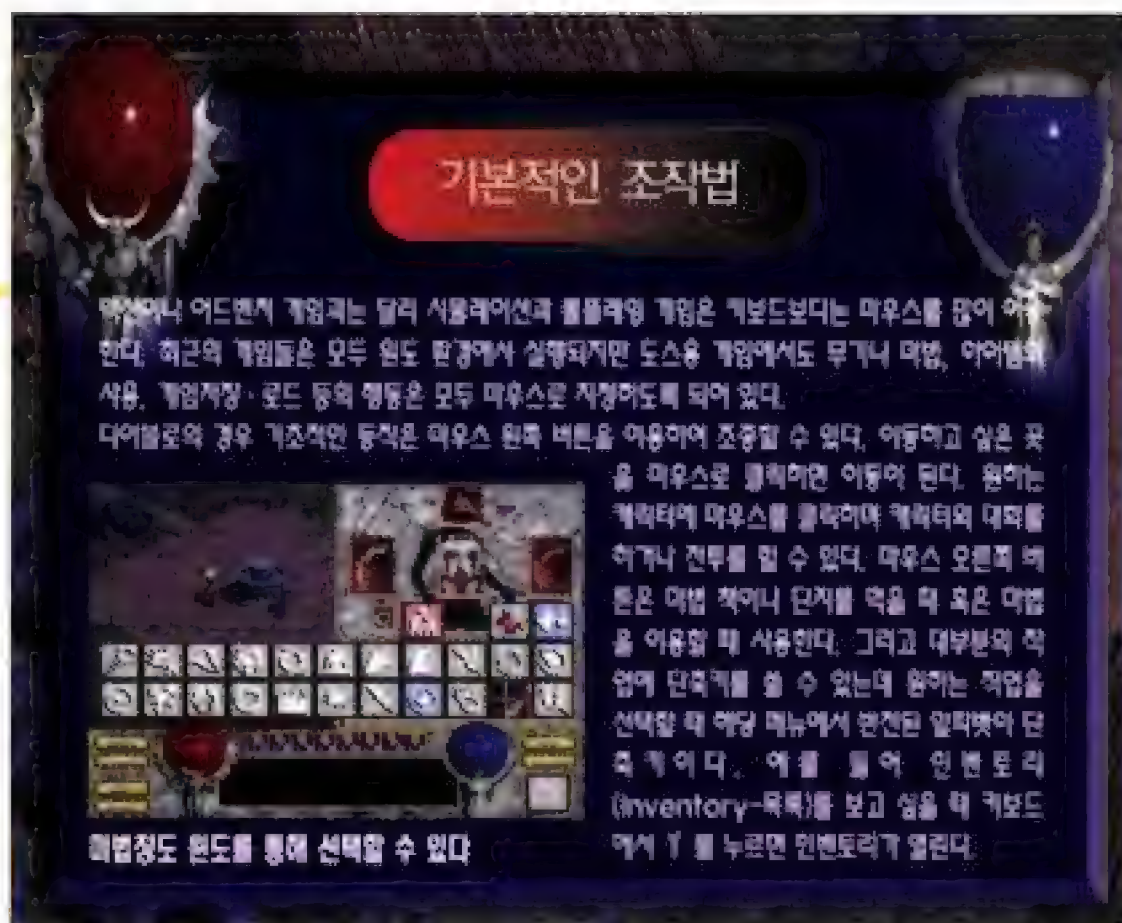 기본적인 조작법
어드벤처 게임과는 달리 시뮬레이션과 롤플레잉 게임은 키보드보다는 마우스를 많이
한다. 최근의 게임들은 모두 윈도 환경에서 실행되지만 도스용 게임에서도 무기나 마법, 아이템의
사용, 게임저장·로드 등의 행동은 모두 마우스로 지정하도록 되어 있다.
디아블로의 경우 기초적인 동작은 마우스 왼쪽 버튼을 이용하여 조종할 수 있다. 이동하고 싶은 곳
을 마우스로 클릭하면 이동이 된다. 원하는
캐릭터에 마우스를 클릭하여 캐릭터와 대화를
하거나 전투를 할 수 있다. 마우스 오른쪽 버
튼은 마법 책이나 단지를 먹을 때 혹은 마법
을 이용할 때 사용한다. 그리고 대부분의 작
업에 단축키를 쓸 수 있는데 원하는 작업을
선택할 때 해당 메뉴에서 알파벳이 단
축키이다. 예를 들어 인벤토리
(Inventory-목록)를 보고 싶을 때 키보드
에서 를 누르면 인벤토리가 열린다.
마법창도 윈도를 통해 선택할 수 있다